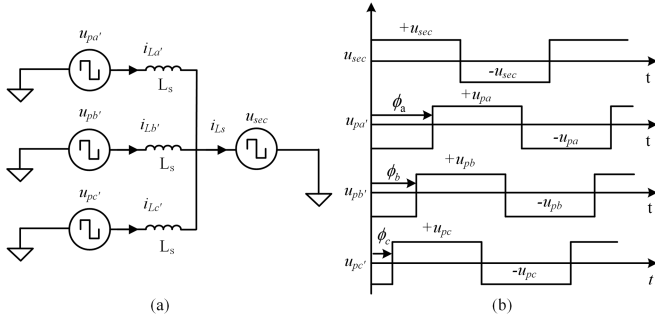 u_pa'
i_La'
L_s
u_pb'
i_Lb'
L_s
i_Ls
u_sec
u_pc'
i_Lc'
L_s
(a)
u_sec
+u_sec
-u_sec
t
u_pa'
ϕ_a
+u_pa
-u_pa
t
u_pb'
ϕ_b
+u_pb
-u_pb
t
u_pc'
ϕ_c
+u_pc
-u_pc
t
(b)